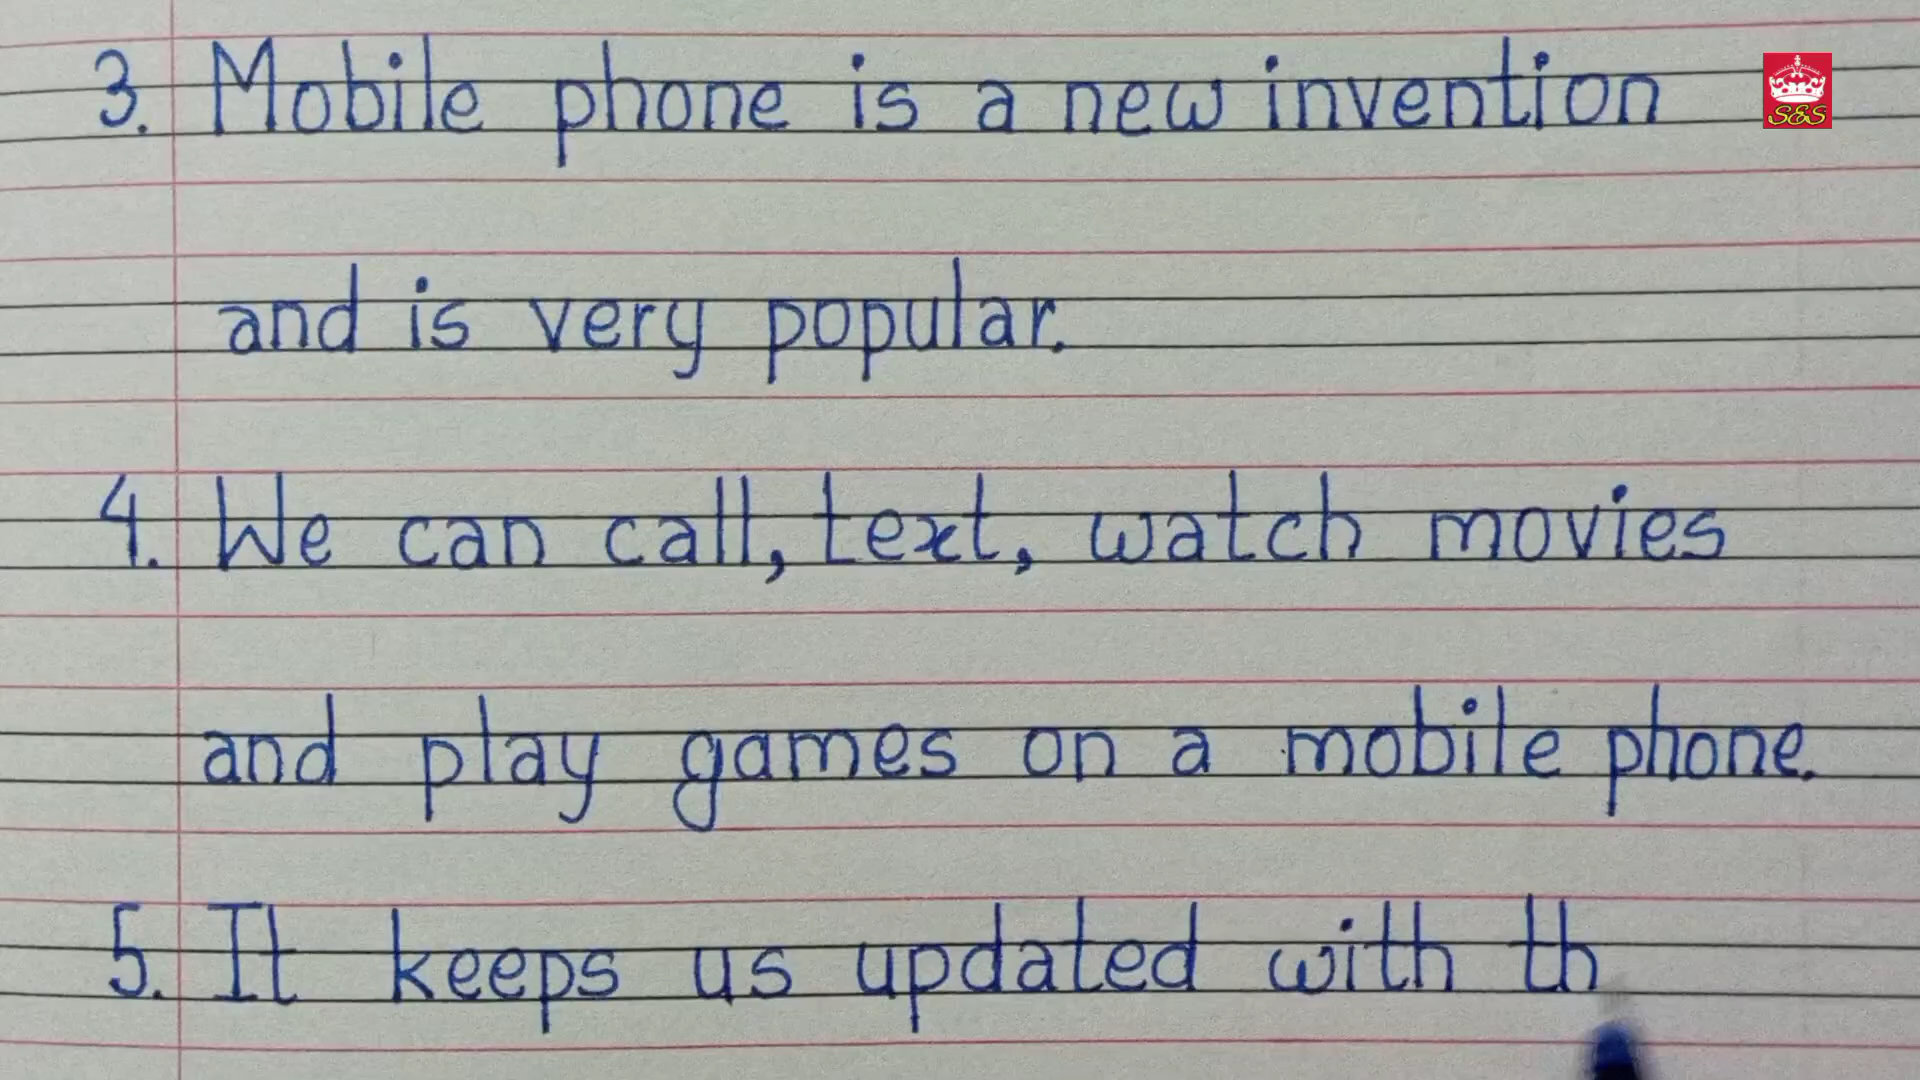 3. Mobile phone is a new invention
S&S
and is very popular.
4. We can call, text, watch movies
and play games on a mobile phone.
5. It keeps us updated with th